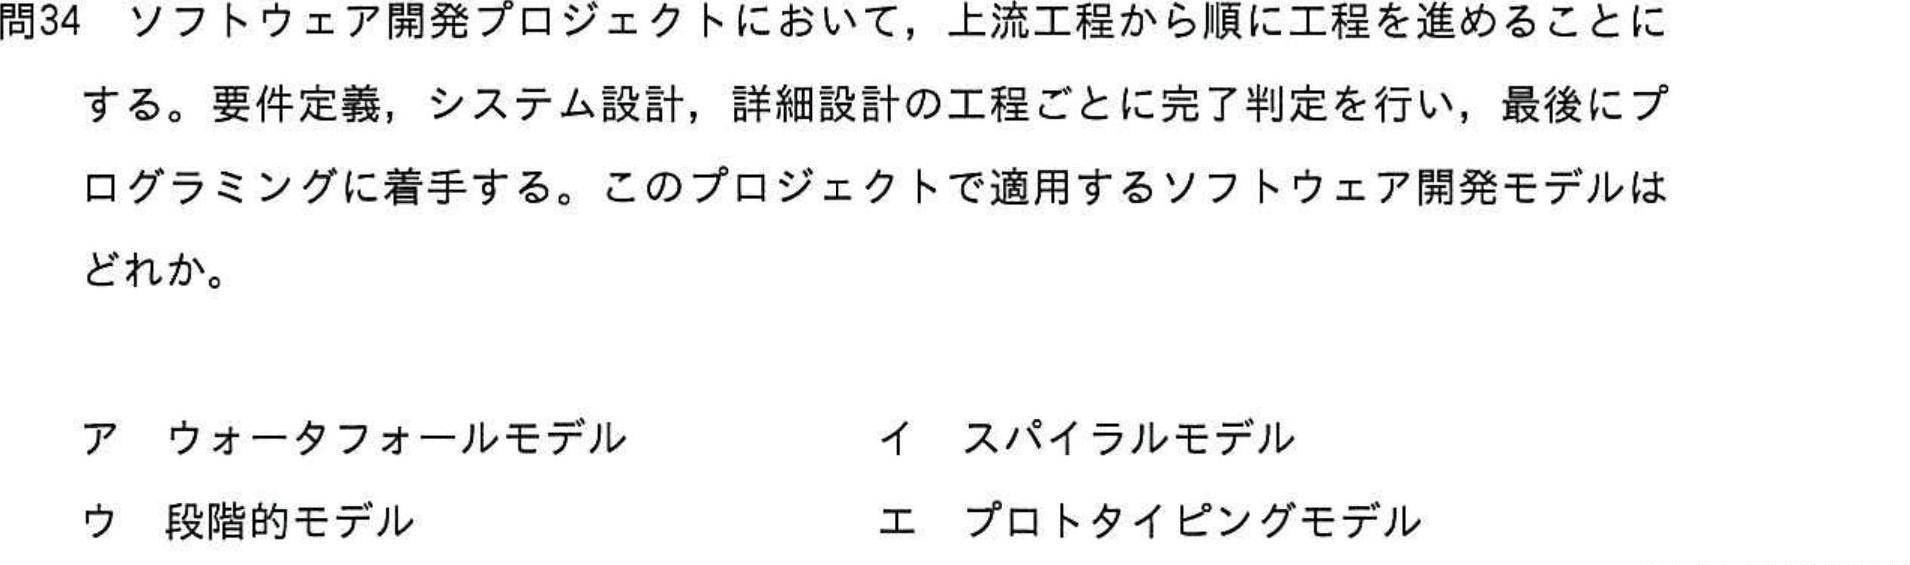 問34　ソフトウェア開発プロジェクトにおいて，上流工程から順に工程を進めることに
する。要件定義，システム設計，詳細設計の工程ごとに完了判定を行い，最後にプ
ログラミングに着手する。このプロジェクトで適用するソフトウェア開発モデルは
どれか。
ア　ウォータフォールモデル　イ　スパイラルモデル
ウ　段階的モデル　エ　プロトタイピングモデル